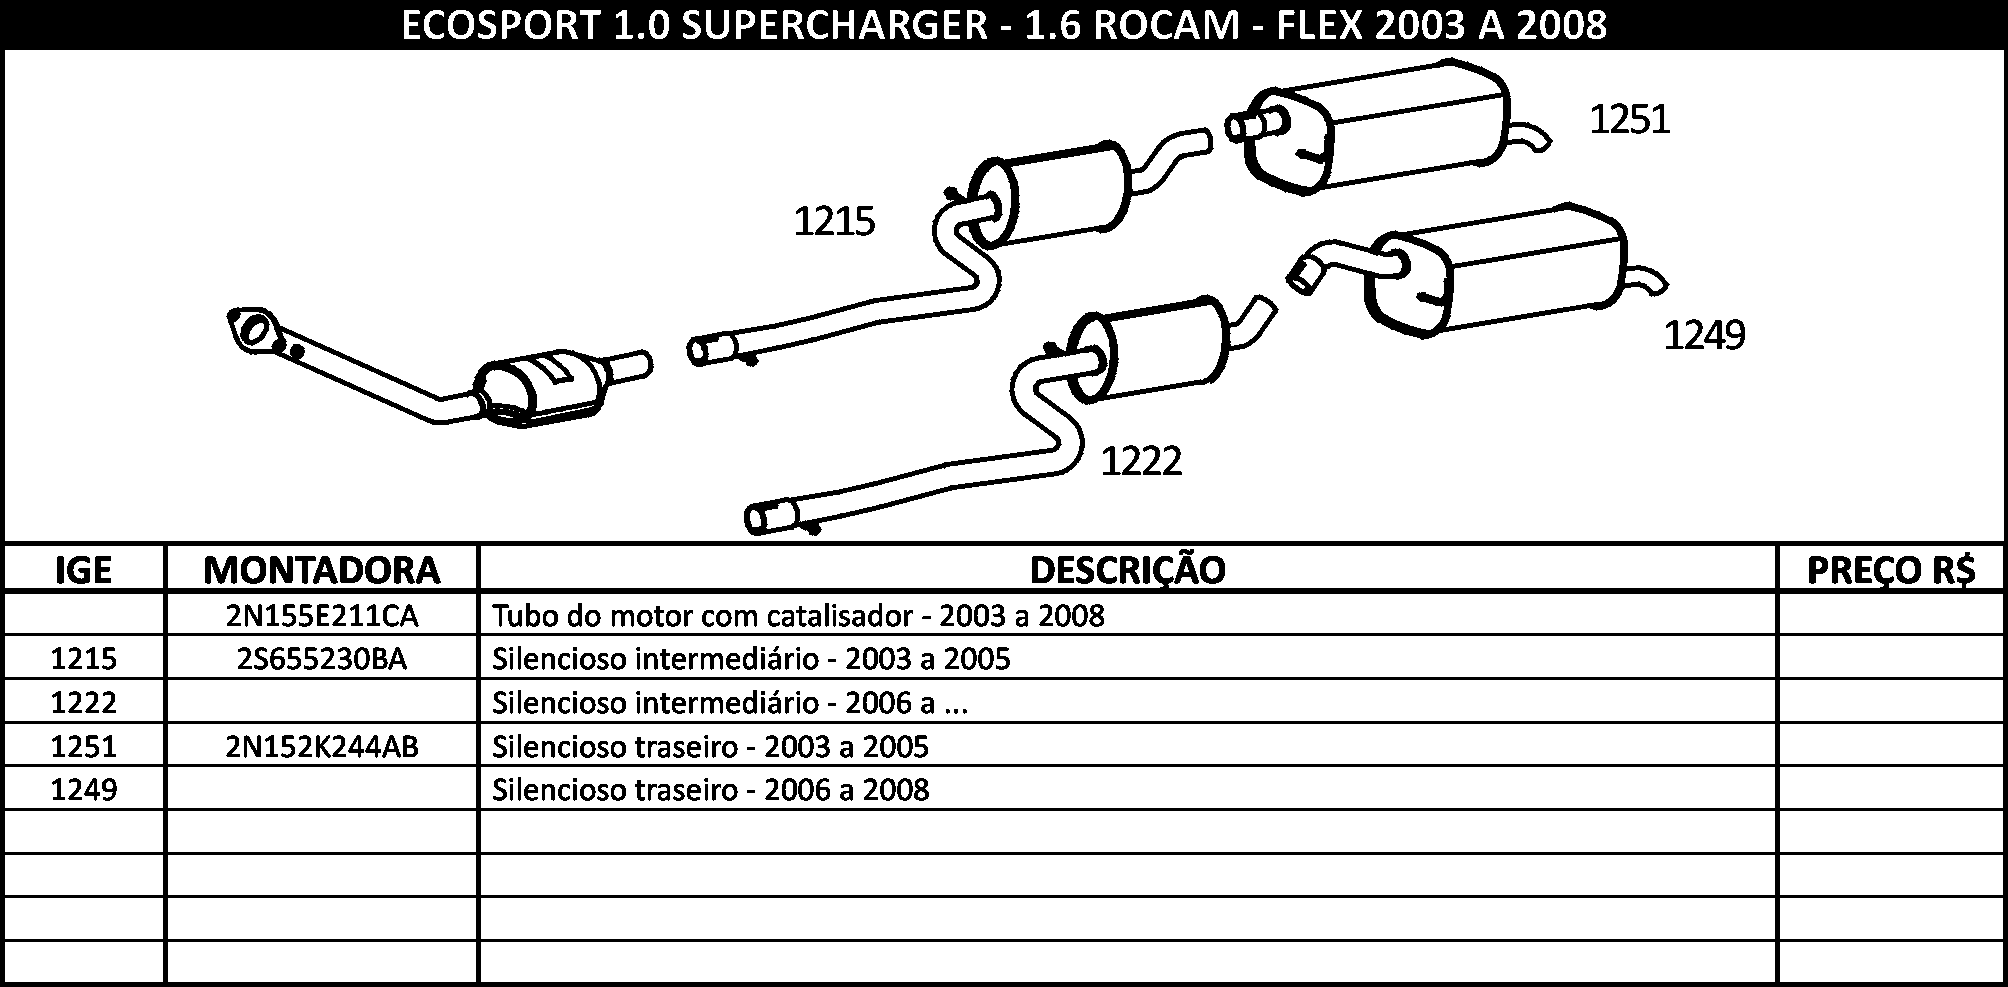 ECOSPORT 1.0 SUPERCHARGER - 1.6 ROCAM - FLEX 2003 A 2008
1251
1215
1249
1222
IGE MONTADORA DESCRIÇÃO PREÇO R$
2N155E211CA Tubo do motor com catalisador - 2003 a 2008
1215 2S655230BA Silencioso intermediário - 2003 a 2005
1222 Silencioso intermediário - 2006 a ...
1251 2N152K244AB Silencioso traseiro - 2003 a 2005
1249 Silencioso traseiro - 2006 a 2008